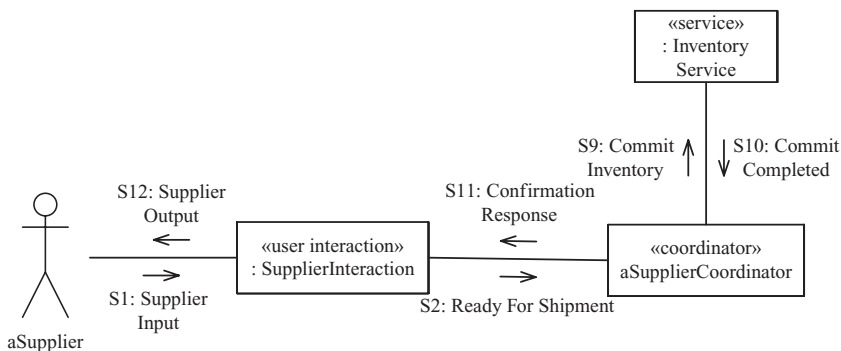 «service»
: Inventory
Service
S9: Commit
Inventory
S10: Commit
Completed
S12: Supplier
Output
S11: Confirmation
Response
«user interaction»
: SupplierInteraction
«coordinator»
aSupplierCoordinator
S1: Supplier
Input
S2: Ready For Shipment
aSupplier